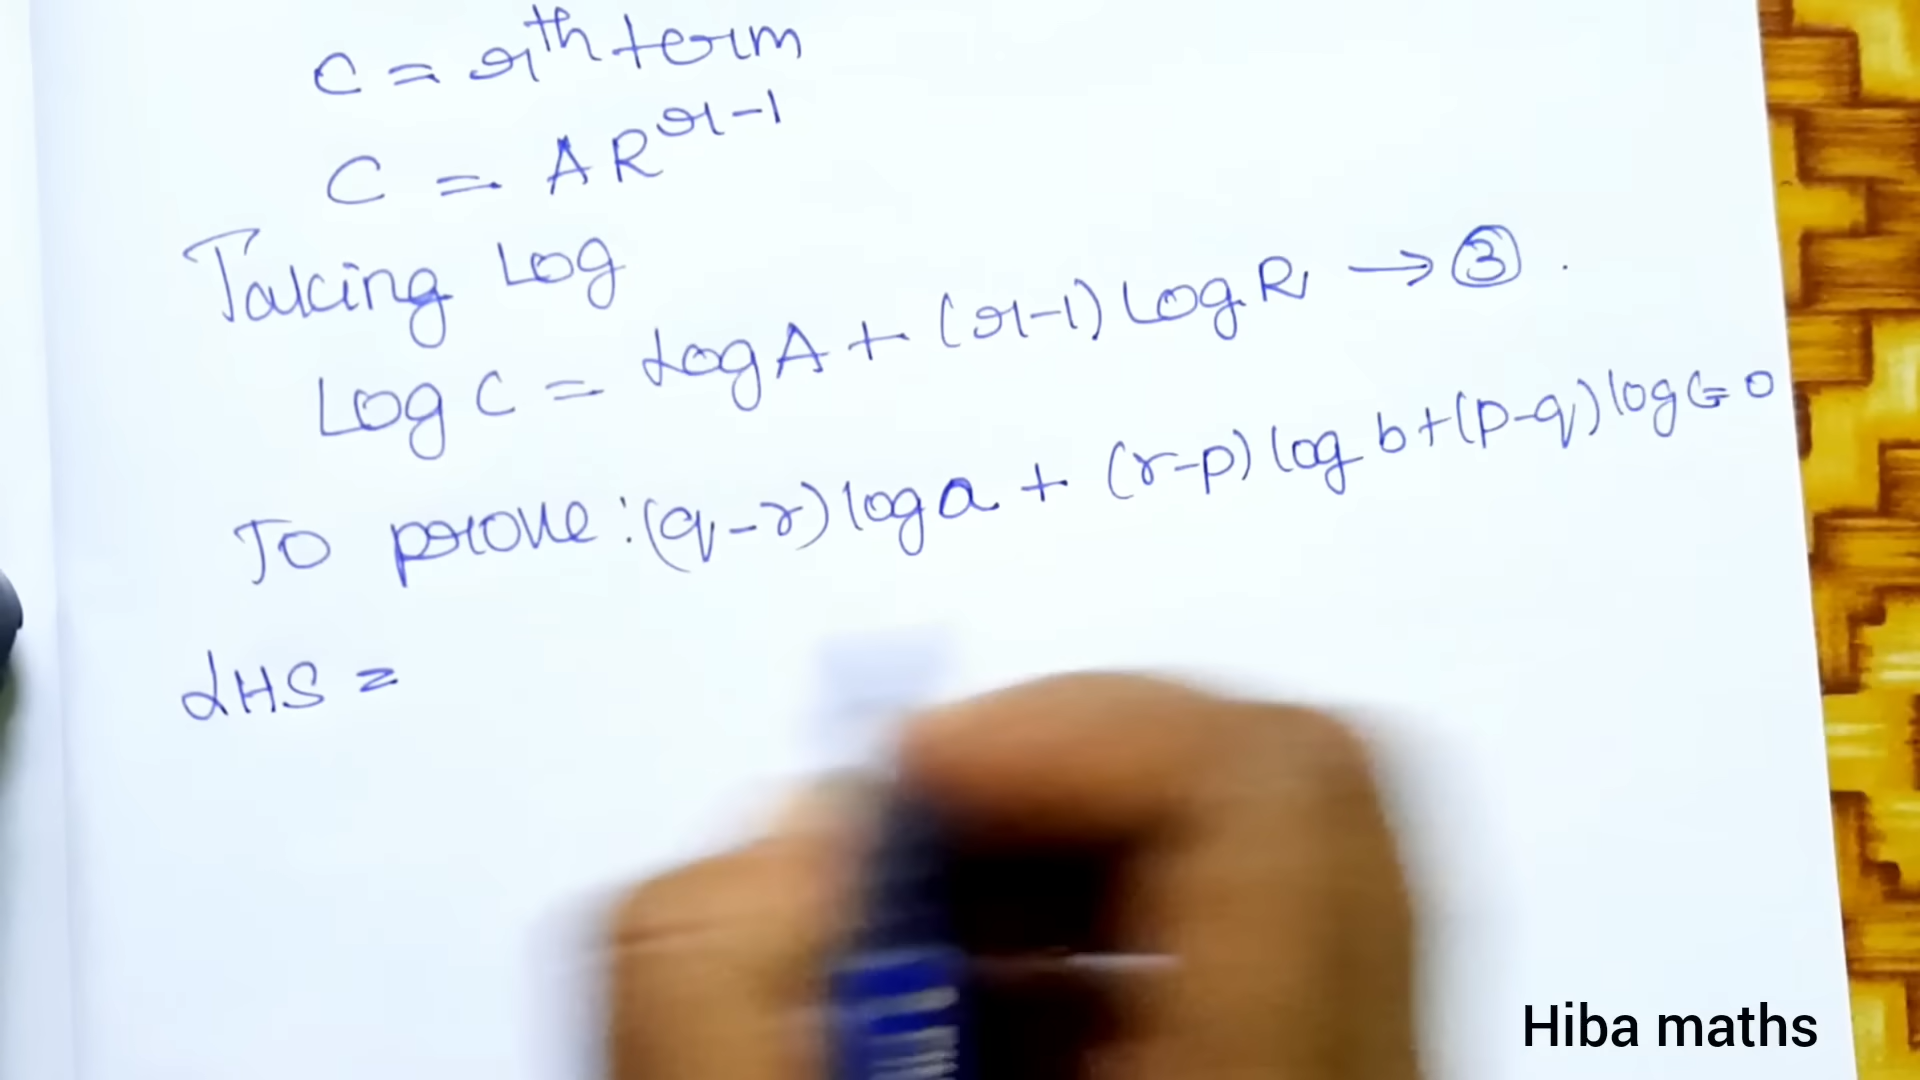 C = rth term
C = AR^r-1
Taking Log
Log C = Log A + (r-1) Log R → ③
To prove : (q-r) log a + (r-p) log b + (p-q) log C = 0
LHS =
Hiba maths